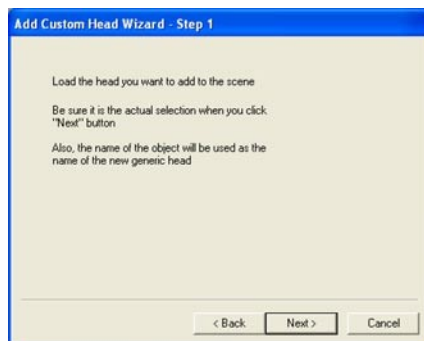 Add Custom Head Wizard - Step 1
Load the head you want to add to the scene
Be sure it is the actual selection when you click
"Next" button
Also, the name of the object will be used as the
name of the new generic head
< Back Next > Cancel